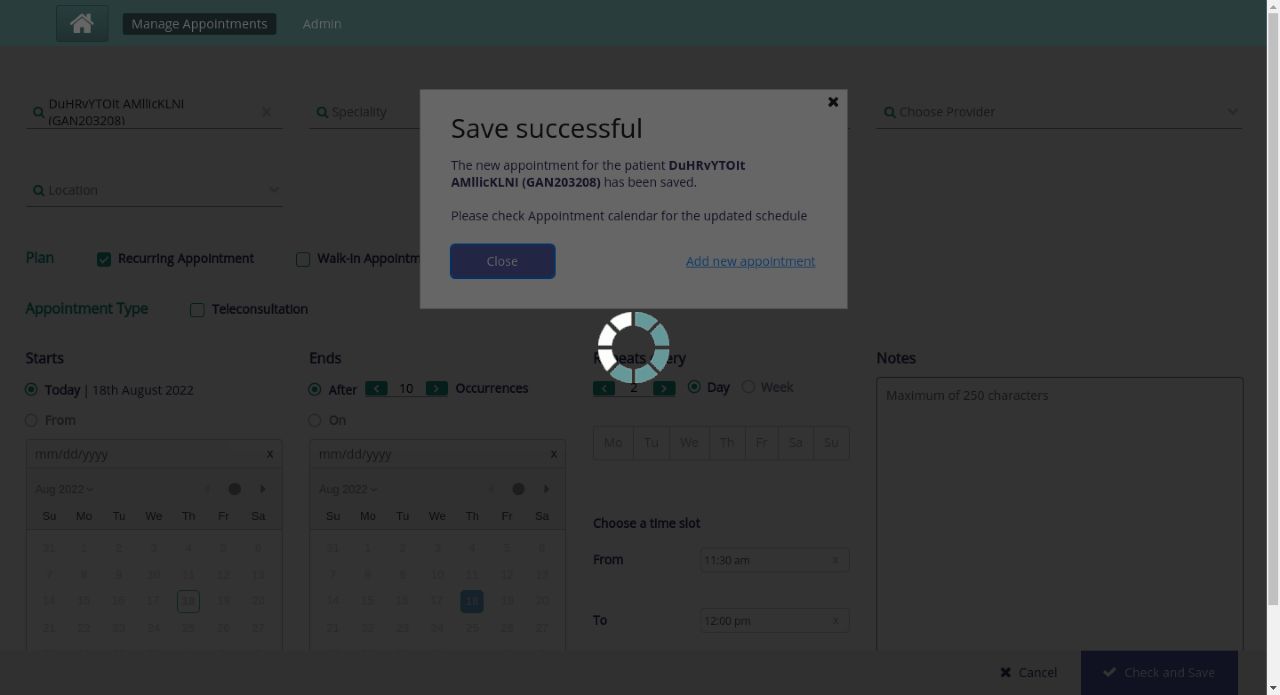 Manage Appointments
Admin
DuHRvYTOIt AMllicKLNI
(GAN203208)
Speciality
Choose Provider
Location
Save successful
The new appointment for the patient DuHRvYTOIt
AMllicKLNI (GAN203208) has been saved.
Please check Appointment calendar for the updated schedule
Close
Add new appointment
Plan
Recurring Appointment
Walk-In Appointm
Appointment Type
Teleconsultation
Starts
Today | 18th August 2022
From
mm/dd/yyyy x
Aug 2022
Su Mo Tu We Th Fr Sa
31 1 2 3 4 5 6
7 8 9 10 11 12 13
14 15 16 17 18 19 20
21 22 23 24 25 26 27
Ends
After 10 Occurrences
On
mm/dd/yyyy x
Aug 2022
Su Mo Tu We Th Fr Sa
31 1 2 3 4 5 6
7 8 9 10 11 12 13
14 15 16 17 18 19 20
21 22 23 24 25 26 27
2 Day Week
Mo Tu We Th Fr Sa Su
Choose a time slot
From 11:30 am x
To 12:00 pm x
Notes
Maximum of 250 characters
Cancel
Check and Save